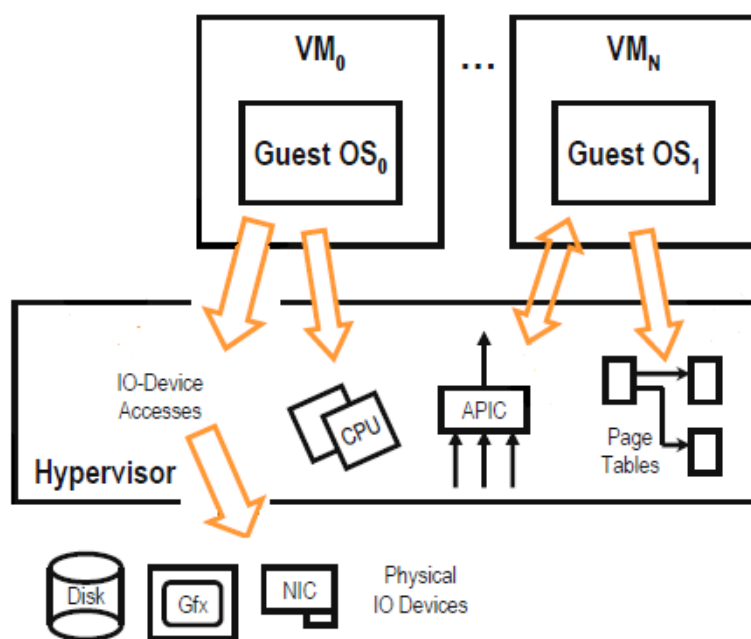 VM₀
...
VMₙ
Guest OS₀
Guest OS₁
IO-Device
Accesses
CPU
APIC
Page
Tables
Hypervisor
Disk
Gfx
NIC
Physical
IO Devices